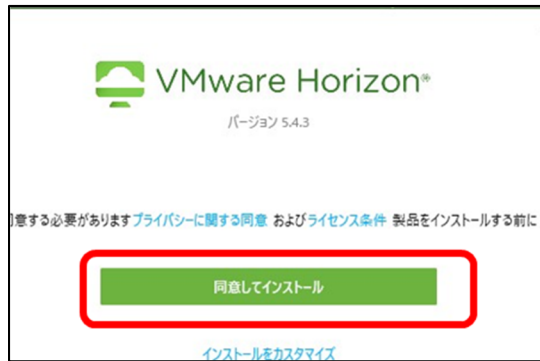 VMware Horizon®
バージョン 5.4.3
意する必要があります プライバシーに関する同意 およびライセンス条件 製品をインストールする前に
同意してインストール
インストールをカスタマイズ